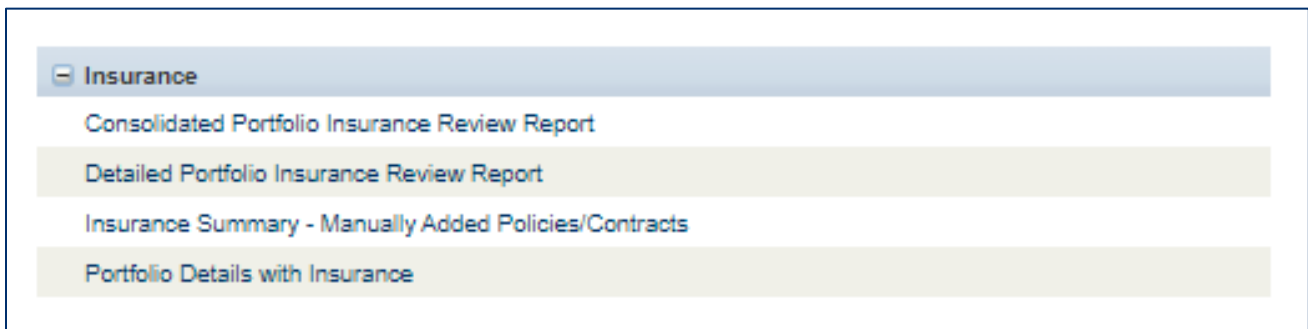 Insurance
Consolidated Portfolio Insurance Review Report
Detailed Portfolio Insurance Review Report
Insurance Summary - Manually Added Policies/Contracts
Portfolio Details with Insurance